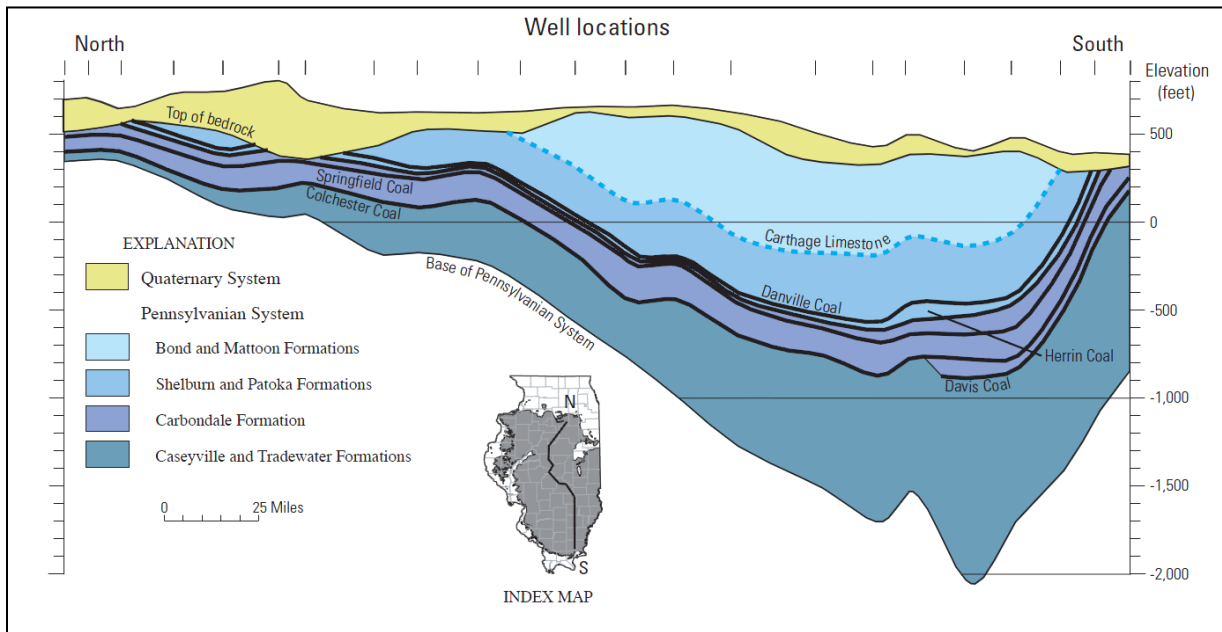 Well locations
North
South
Elevation
(feet)
500
0
-500
-1,000
-1,500
-2,000
Top of bedrock
Springfield Coal
Colchester Coal
Base of Pennsylvanian System
Carthage Limestone
Danville Coal
Herrin Coal
Davis Coal
EXPLANATION
Quaternary System
Pennsylvanian System
Bond and Mattoon Formations
Shelburn and Patoka Formations
Carbondale Formation
Caseyville and Tradewater Formations
0 25 Miles
N
S
INDEX MAP